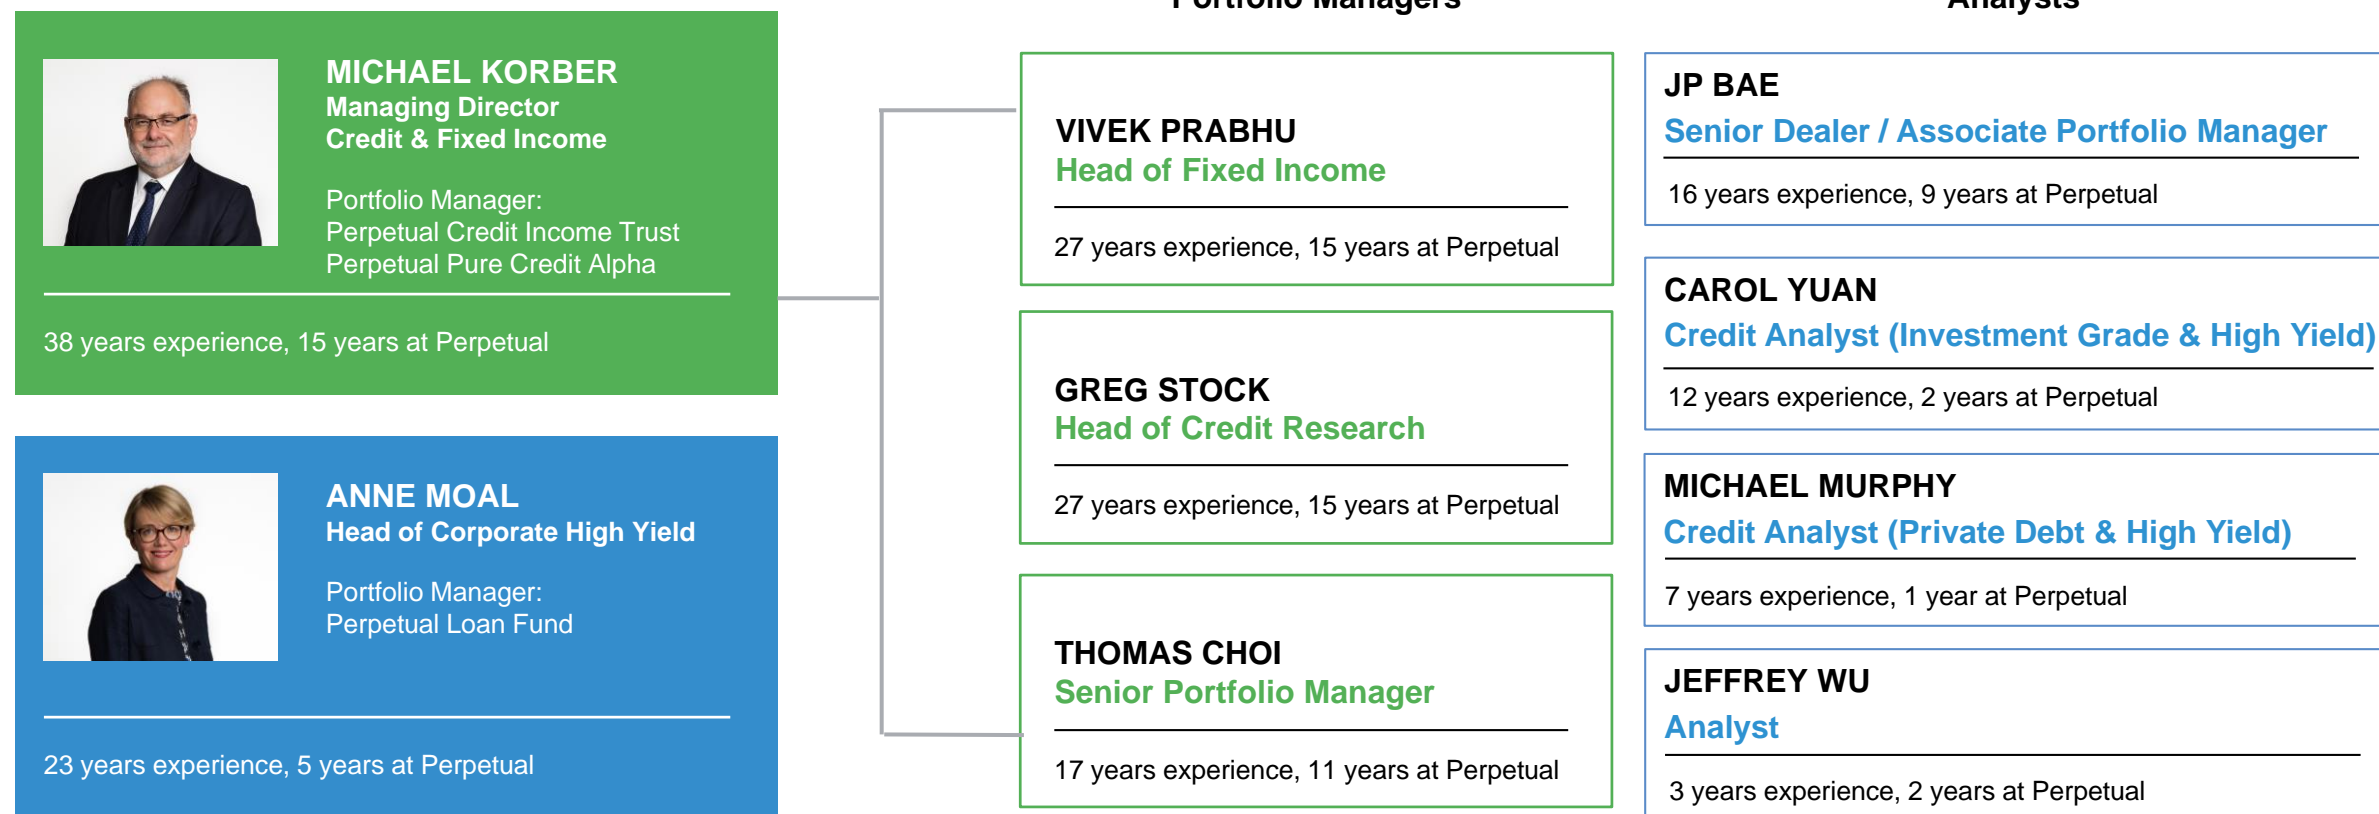 Portfolio Managers
Analysts
MICHAEL KORBER
Managing Director
Credit & Fixed Income
Portfolio Manager:
Perpetual Credit Income Trust
Perpetual Pure Credit Alpha
38 years experience, 15 years at Perpetual
ANNE MOAL
Head of Corporate High Yield
Portfolio Manager:
Perpetual Loan Fund
23 years experience, 5 years at Perpetual
VIVEK PRABHU
Head of Fixed Income
27 years experience, 15 years at Perpetual
GREG STOCK
Head of Credit Research
27 years experience, 15 years at Perpetual
THOMAS CHOI
Senior Portfolio Manager
17 years experience, 11 years at Perpetual
JP BAE
Senior Dealer / Associate Portfolio Manager
16 years experience, 9 years at Perpetual
CAROL YUAN
Credit Analyst (Investment Grade & High Yield)
12 years experience, 2 years at Perpetual
MICHAEL MURPHY
Credit Analyst (Private Debt & High Yield)
7 years experience, 1 year at Perpetual
JEFFREY WU
Analyst
3 years experience, 2 years at Perpetual